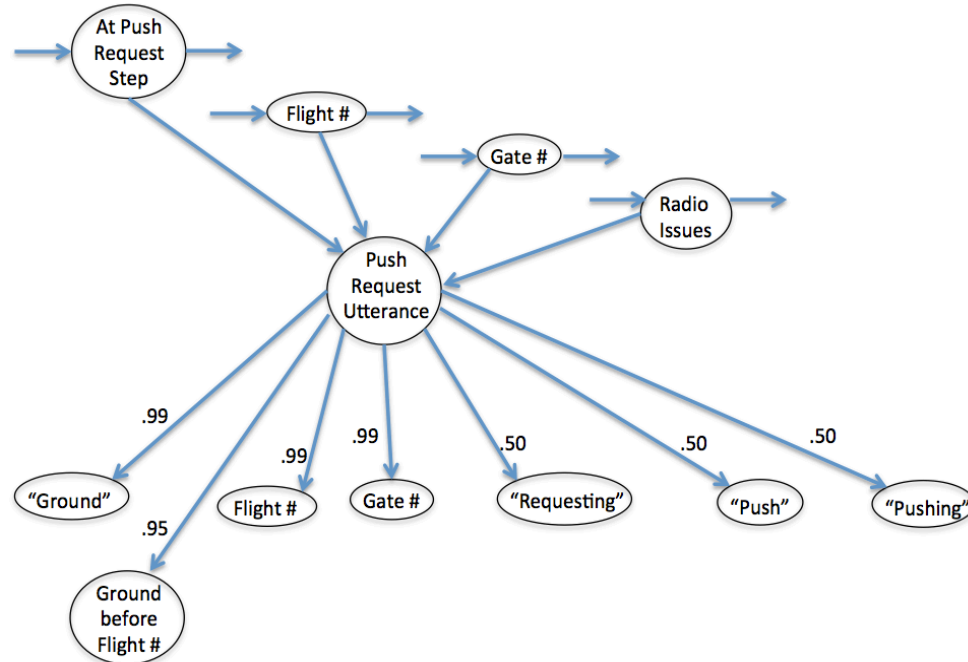 At Push
Request
Step
Flight #
Gate #
Radio
Issues
Push
Request
Utterance
.99
.95
.99
.99
.50
.50
.50
“Ground”
Flight #
Gate #
“Requesting”
“Push”
“Pushing”
Ground
before
Flight #